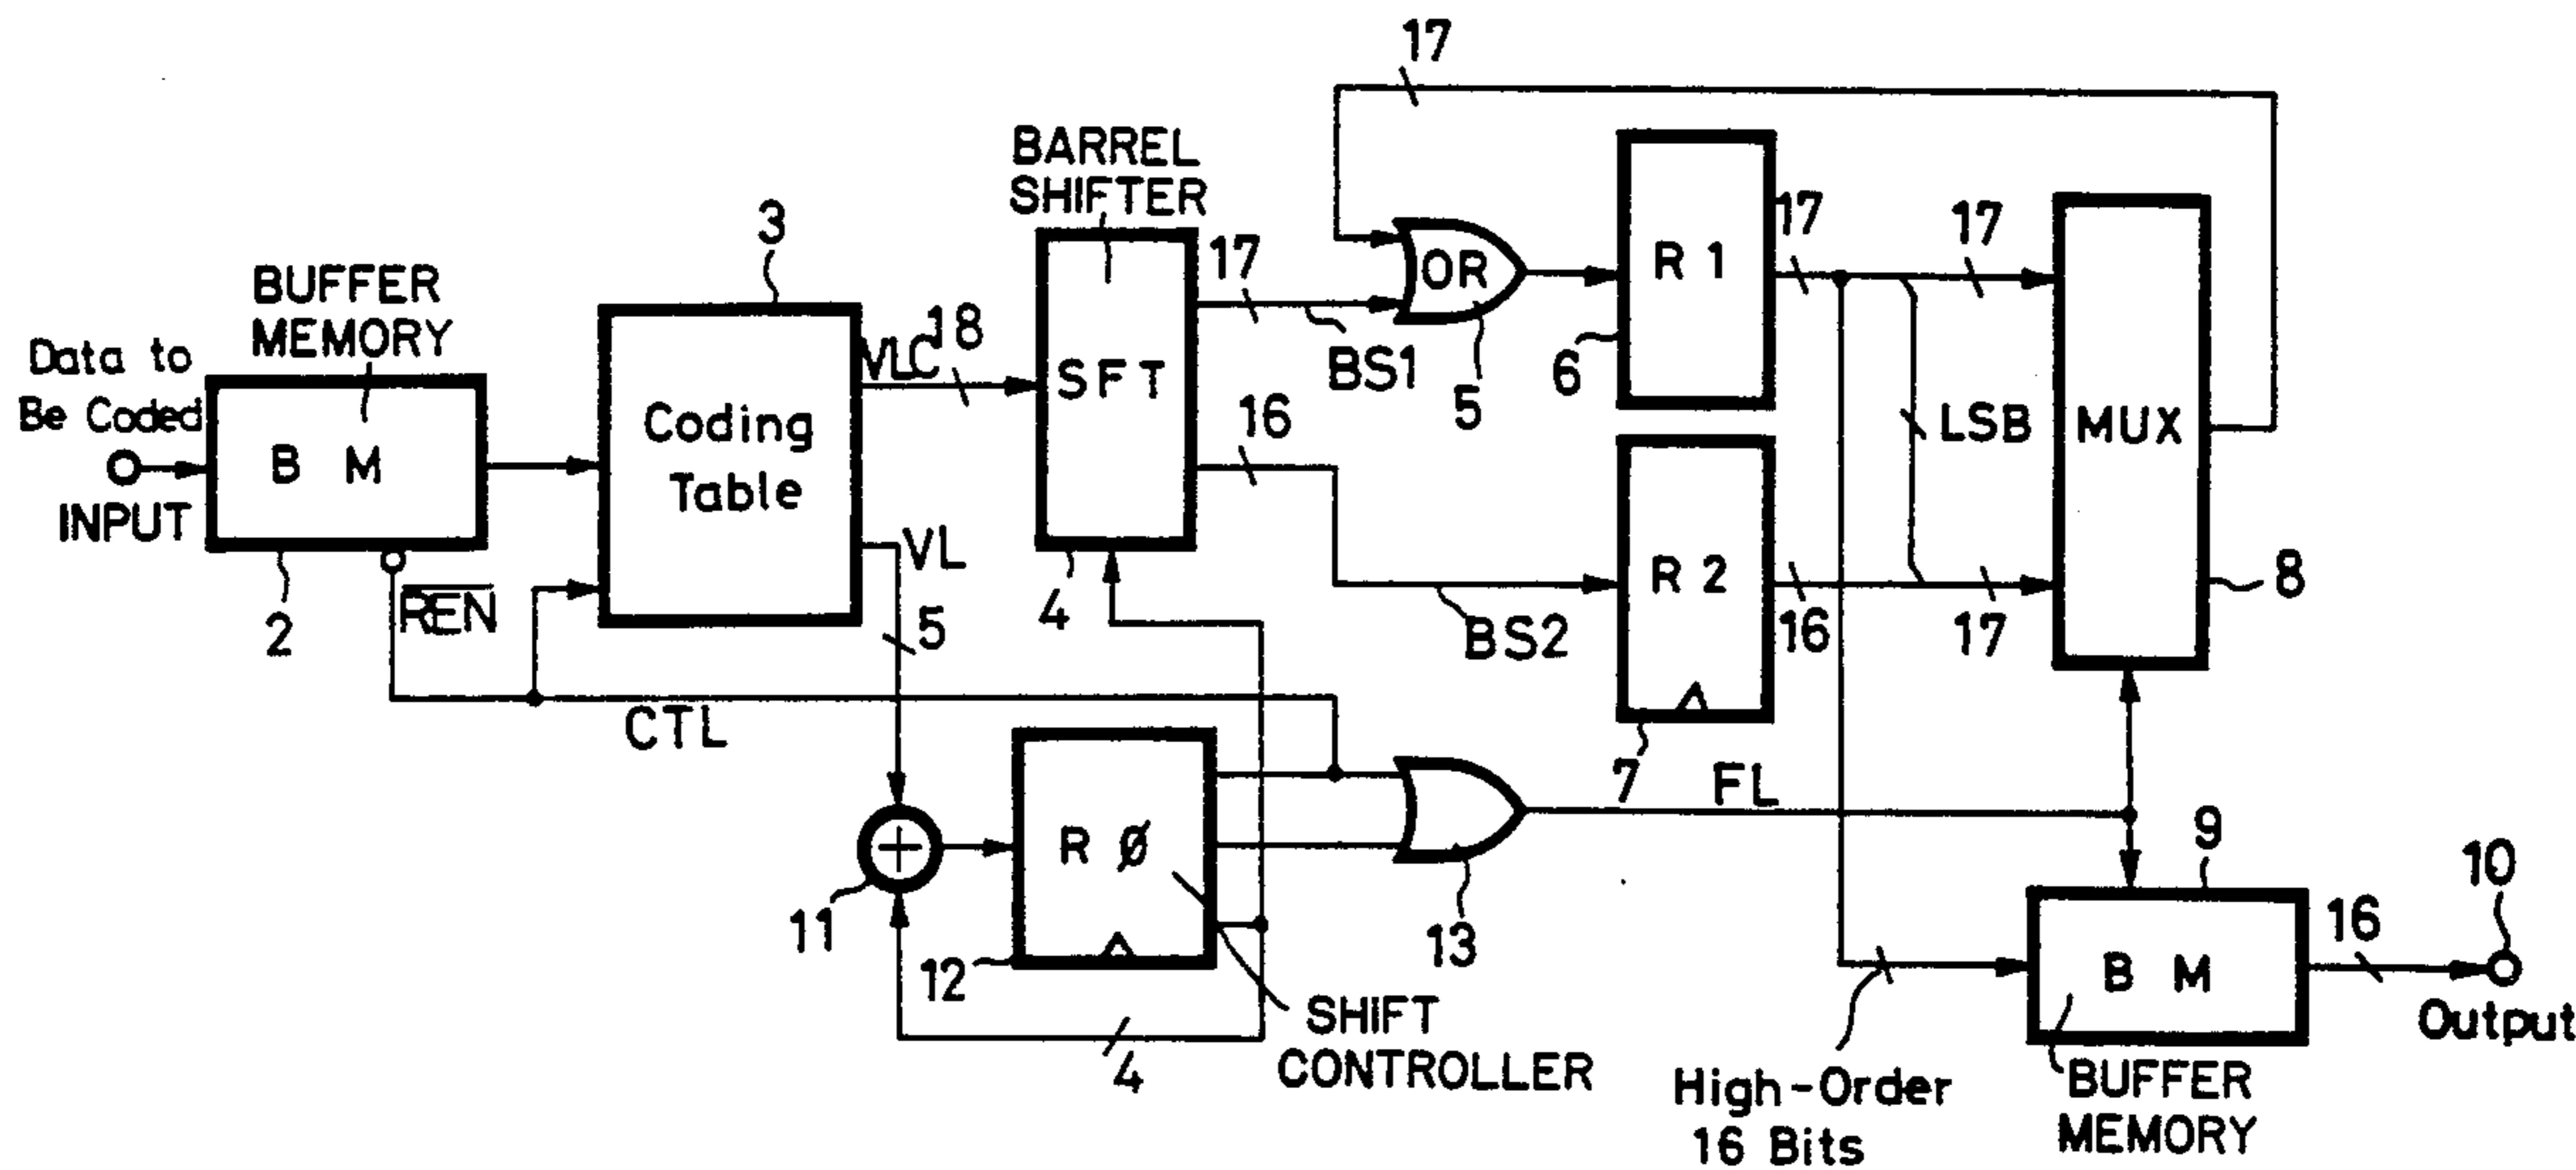 17
BARREL
SHIFTER
3
BUFFER
MEMORY
Data to
Be Coded
INPUT
B M
2
REN
Coding
Table
VLC
18
VL
5
CTL
SFT
4
17
BS1
16
BS2
OR
5
R 1
6
17
17
LSB
R 2
7
16
17
MUX
8
11
R Ø
12
4
SHIFT
CONTROLLER
13
FL
9
B M
BUFFER
MEMORY
High-Order
16 Bits
16
10
Output